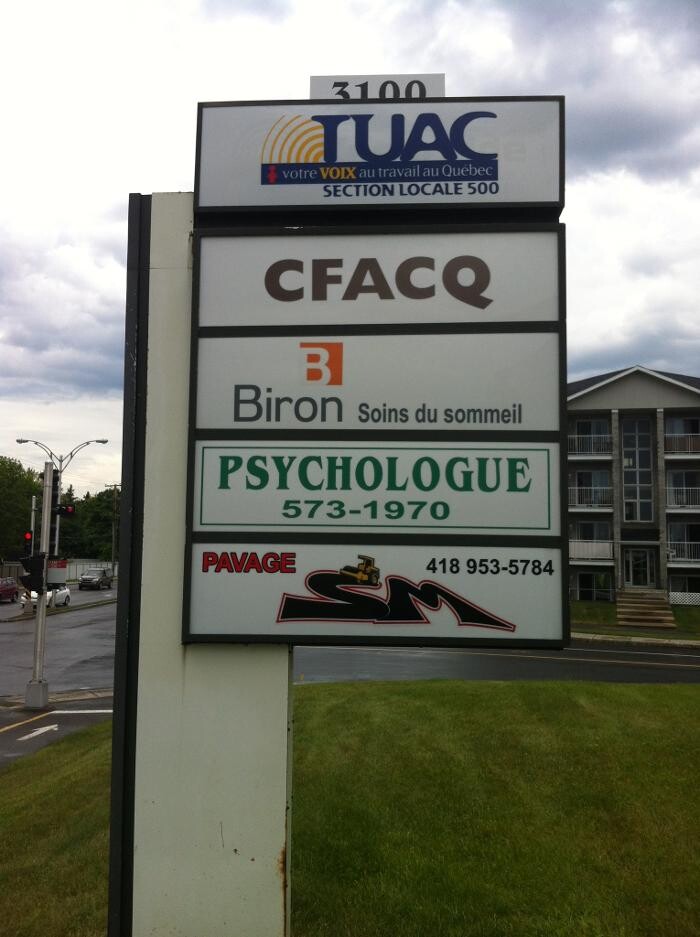 3100
TUAC
votre VOIX au travail au Québec
SECTION LOCALE 500
CFACQ
B
Biron Soins du sommeil
PSYCHOLOGUE
573-1970
PAVAGE 418 953-5784
SM